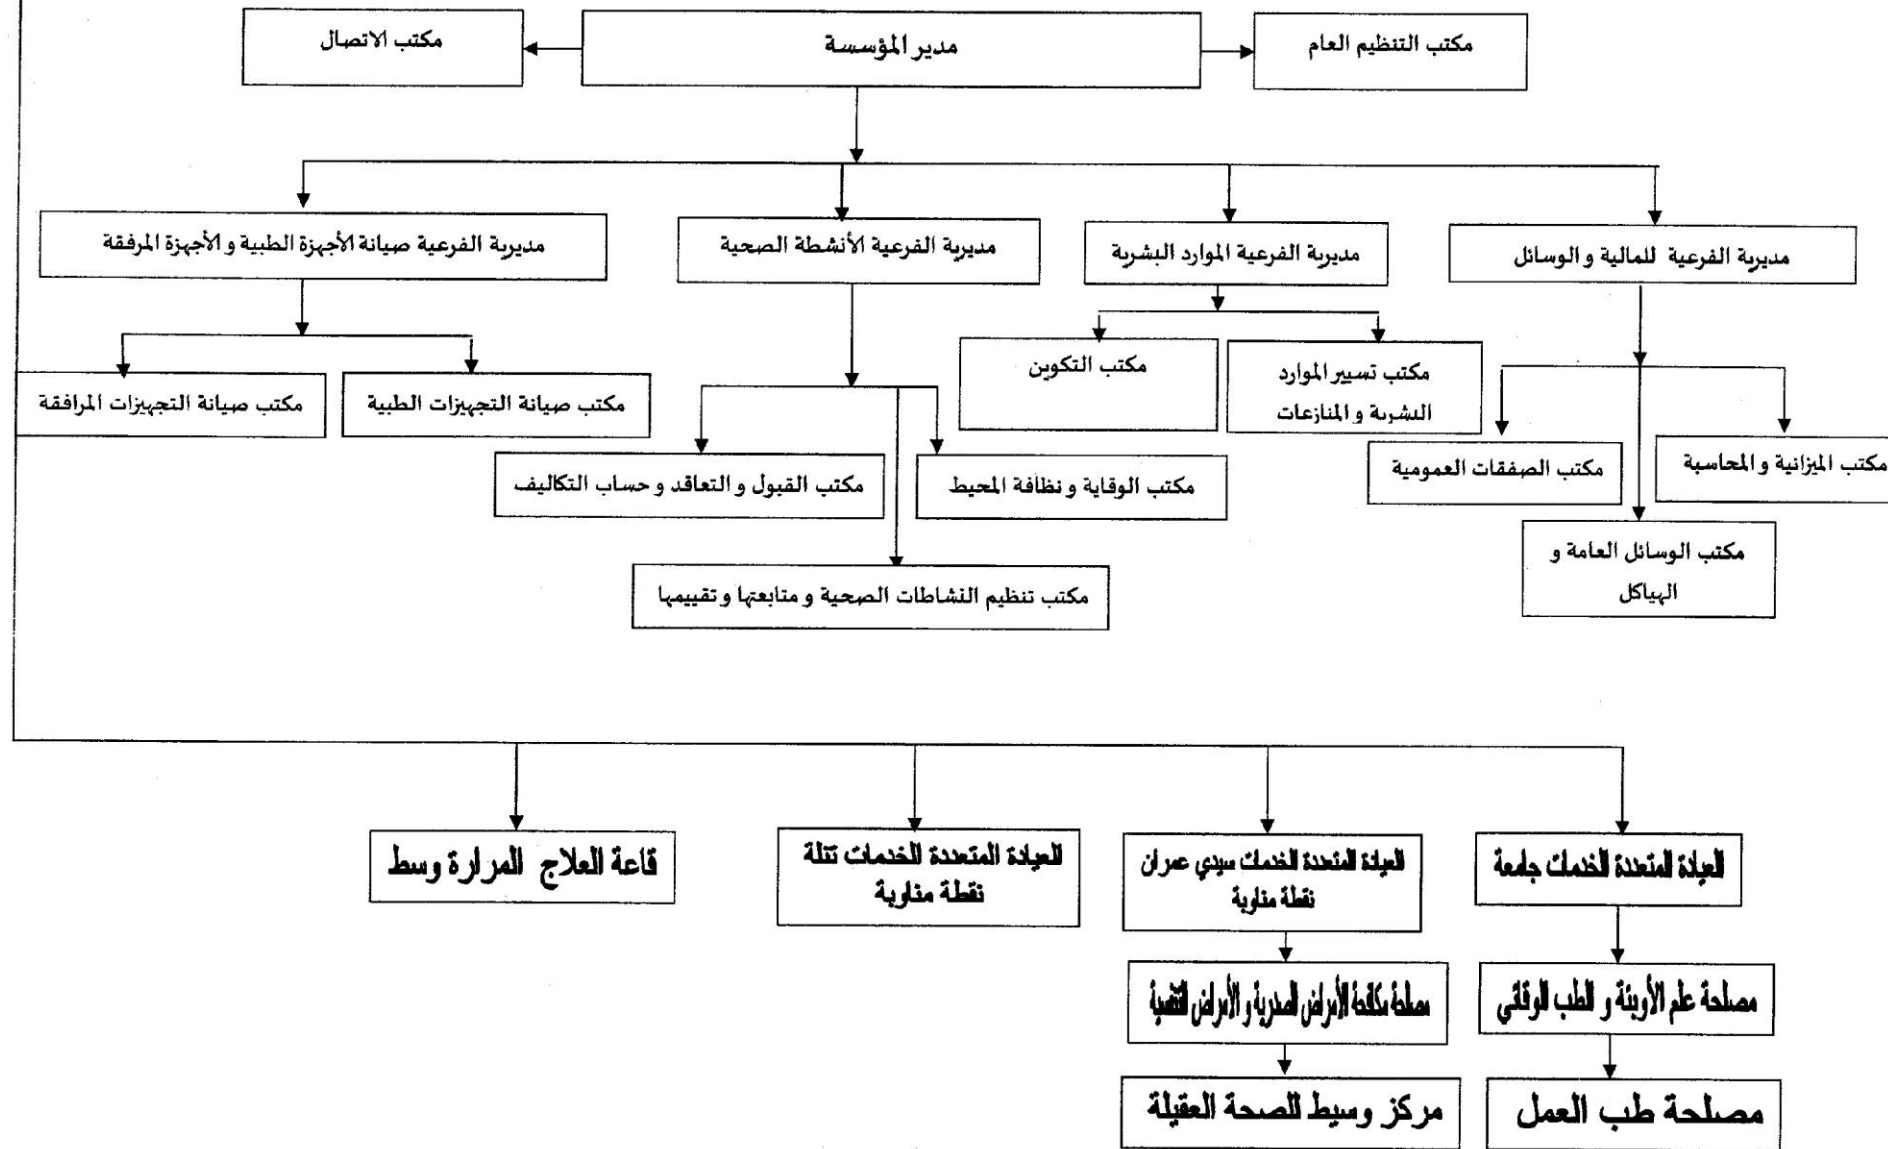 مكتب التنظيم العام
مدير المؤسسة
مكتب الاتصال
مديرية الفرعية للمالية و الوسائل
مديرية الفرعية الموارد البشرية
مديرية الفرعية الأنشطة الصحية
مديرية الفرعية صيانة الأجهزة الطبية و الأجهزة المرفقة
مكتب تسيير الموارد
البشرية و المنازعات
مكتب التكوين
مكتب صيانة التجهيزات الطبية
مكتب صيانة التجهيزات المرافقة
مكتب الميزانية و المحاسبة
مكتب الصفقات العمومية
مكتب الوقاية و نظافة المحيط
مكتب القبول و التعاقد و حساب التكاليف
مكتب الوسائل العامة و
الهياكل
مكتب تنظيم النشاطات الصحية و متابعتها و تقييمها
العيادة المتعددة الخدمات جامعة
العيادة المتعددة الخدمات سيدي عمران
نقطة مناوبة
العيادة المتعددة الخدمات تندلة
نقطة مناوبة
قاعة العلاج المرارة وسط
مصلحة علم الأوبئة و الطب الوقائي
مصلحة مكافحة الأمراض الصدرية و الأمراض التنفسية
مصلحة طب العمل
مركز وسيط للصحة العقيلة